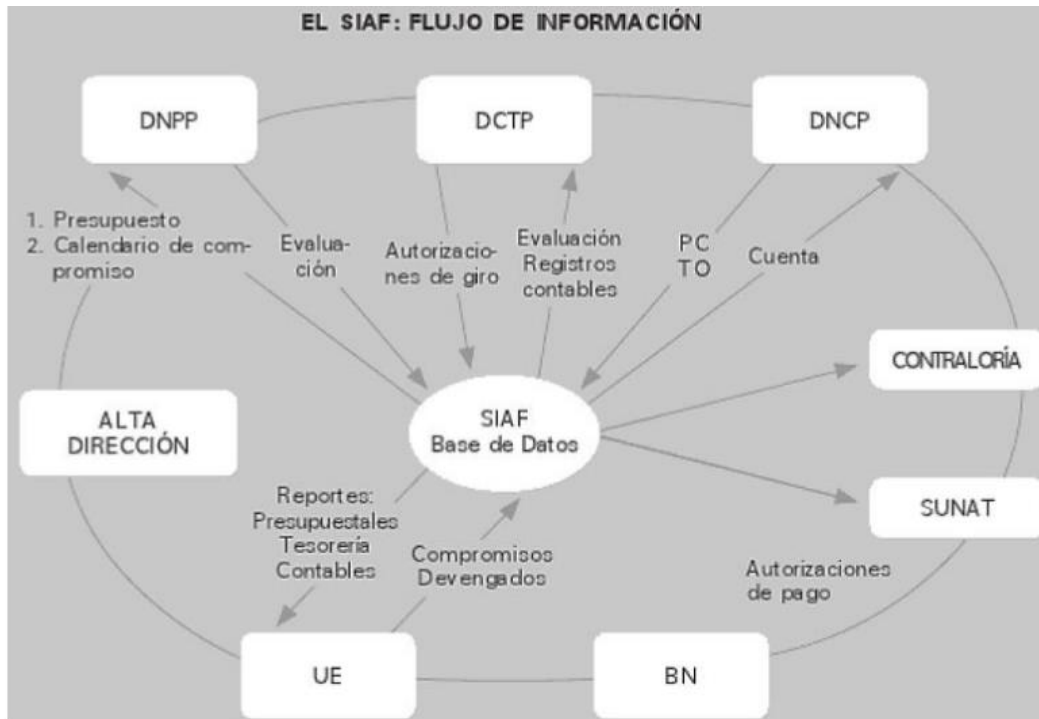 EL SIAF: FLUJO DE INFORMACIÓN
DNPP
DCTP
DNCP
1. Presupuesto
2. Calendario de com-
promiso
Evalua-
ción
Autorizacio-
nes de giro
Evaluación
Registros
contables
PC
TO
Cuenta
CONTRALORÍA
ALTA
DIRECCIÓN
SIAF
Base de Datos
SUNAT
Reportes:
Presupuestales
Tesorería
Contables
Compromisos
Devengados
Autorizaciones
de pago
UE
BN